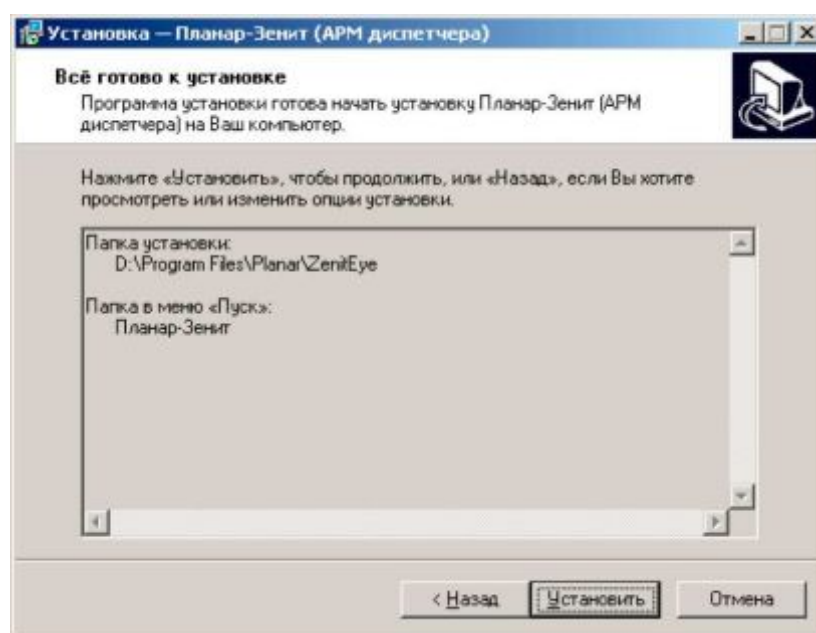 Установка — Планар-Зенит (АРМ диспетчера)
Всё готово к установке
Программа установки готова начать установку Планар-Зенит (АРМ
диспетчера) на Ваш компьютер.
Нажмите «Установить», чтобы продолжить, или «Назад», если Вы хотите
просмотреть или изменить опции установки.
Папка установки:
D:\Program Files\Planar\ZenitEye
Папка в меню «Пуск»:
Планар-Зенит
< Назад
Установить
Отмена